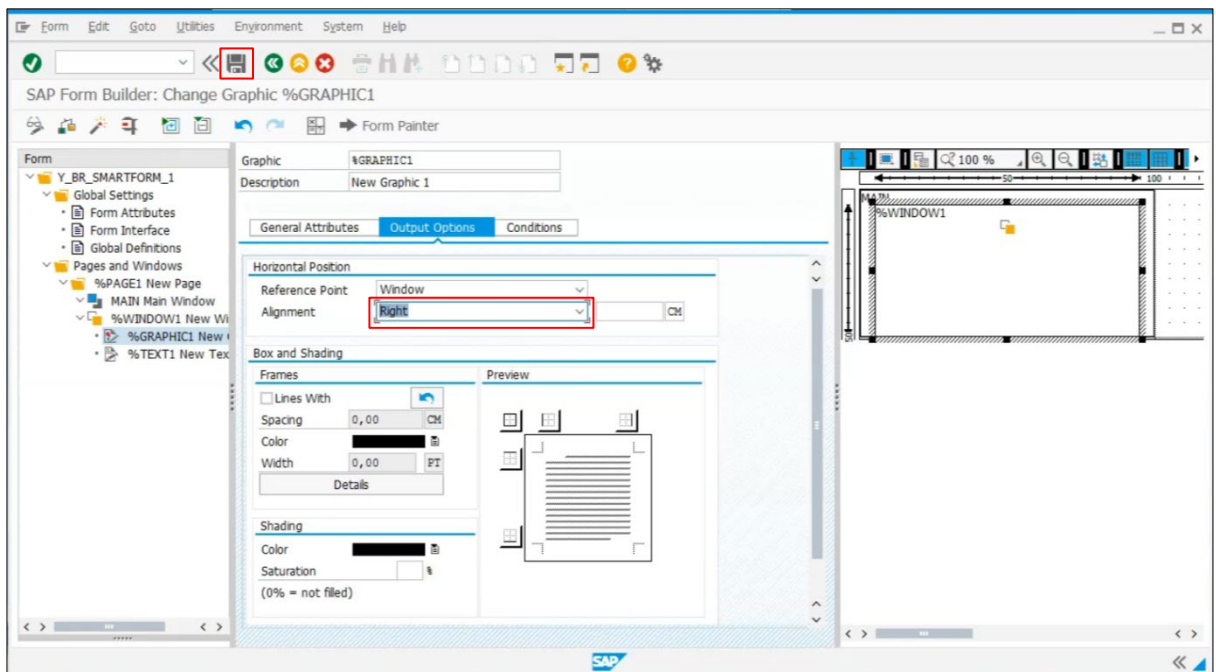 Form Edit Goto Utilities Environment System Help
SAP Form Builder: Change Graphic %GRAPHIC1
Form Painter
Form
Y_BR_SMARTFORM_1
Global Settings
Form Attributes
Form Interface
Global Definitions
Pages and Windows
%PAGE1 New Page
MAIN Main Window
%WINDOW1 New Wi
%GRAPHIC1 New
%TEXT1 New Tex
Graphic %GRAPHIC1
Description New Graphic 1
General Attributes Output Options Conditions
Horizontal Position
Reference Point Window
Alignment Right CM
Box and Shading
Frames Preview
Lines With
Spacing 0,00 CM
Color
Width 0,00 PT
Details
Shading
Color
Saturation %
(0% = not filled)
100 %
50 100
MAIN
%WINDOW1
50
SAP